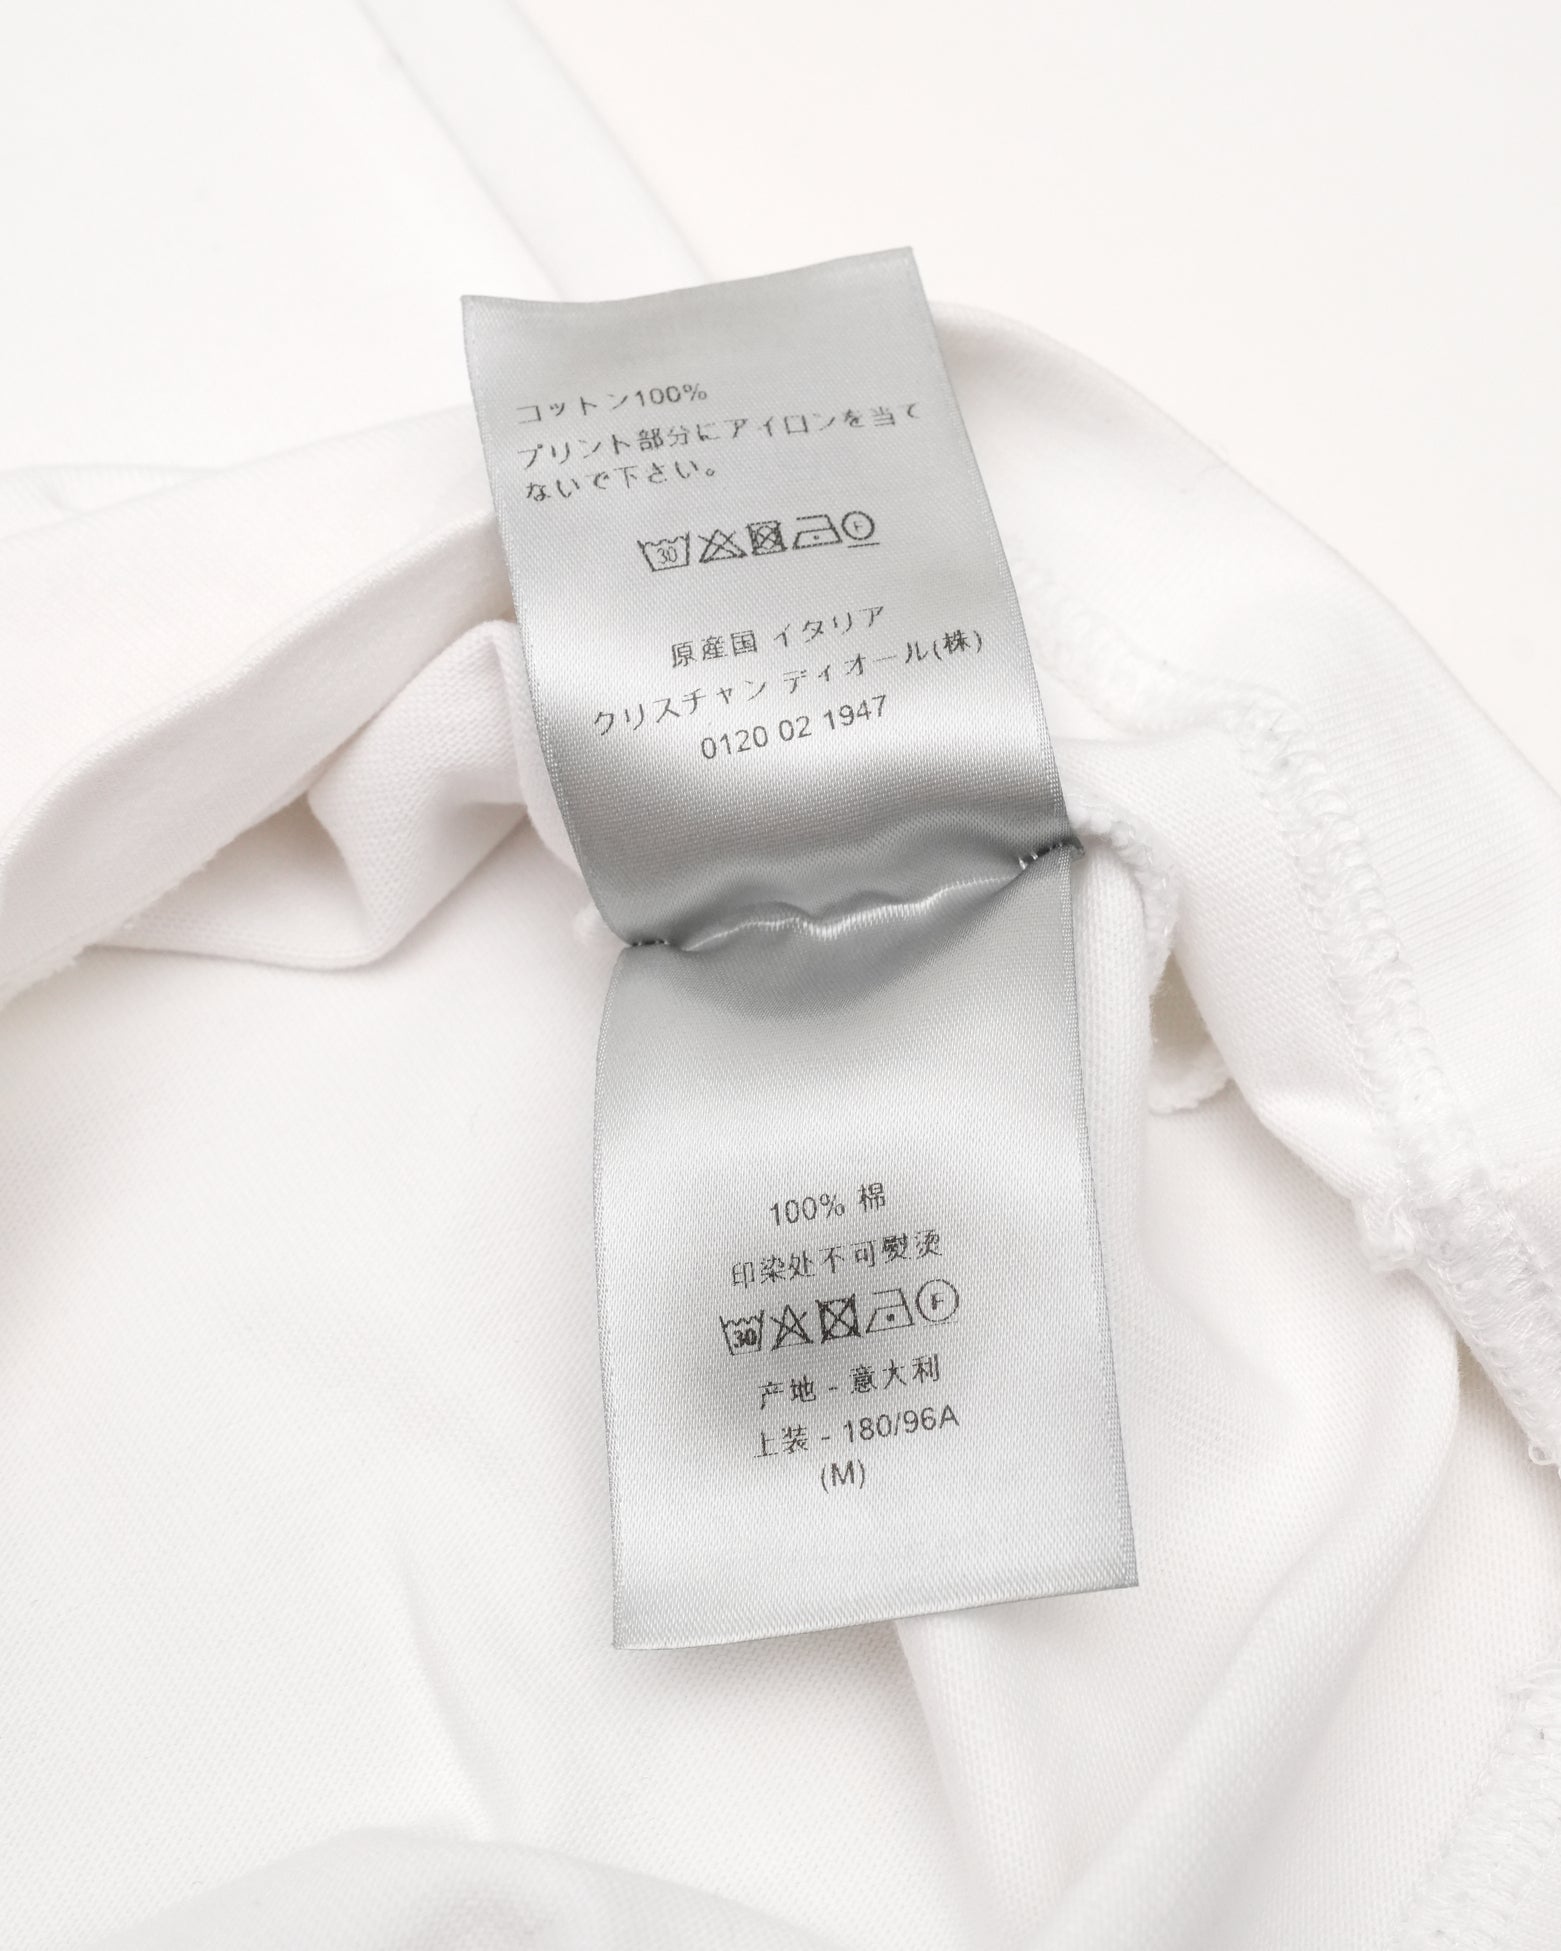 コットン100%
プリント部分にアイロンを当て
ないで下さい。
30 F
原産国 イタリア
クリスチャン ディオール(株)
0120 02 1947
100% 棉
印染处不可熨烫
30 F
产地 - 意大利
上装 - 180/96A
(M)